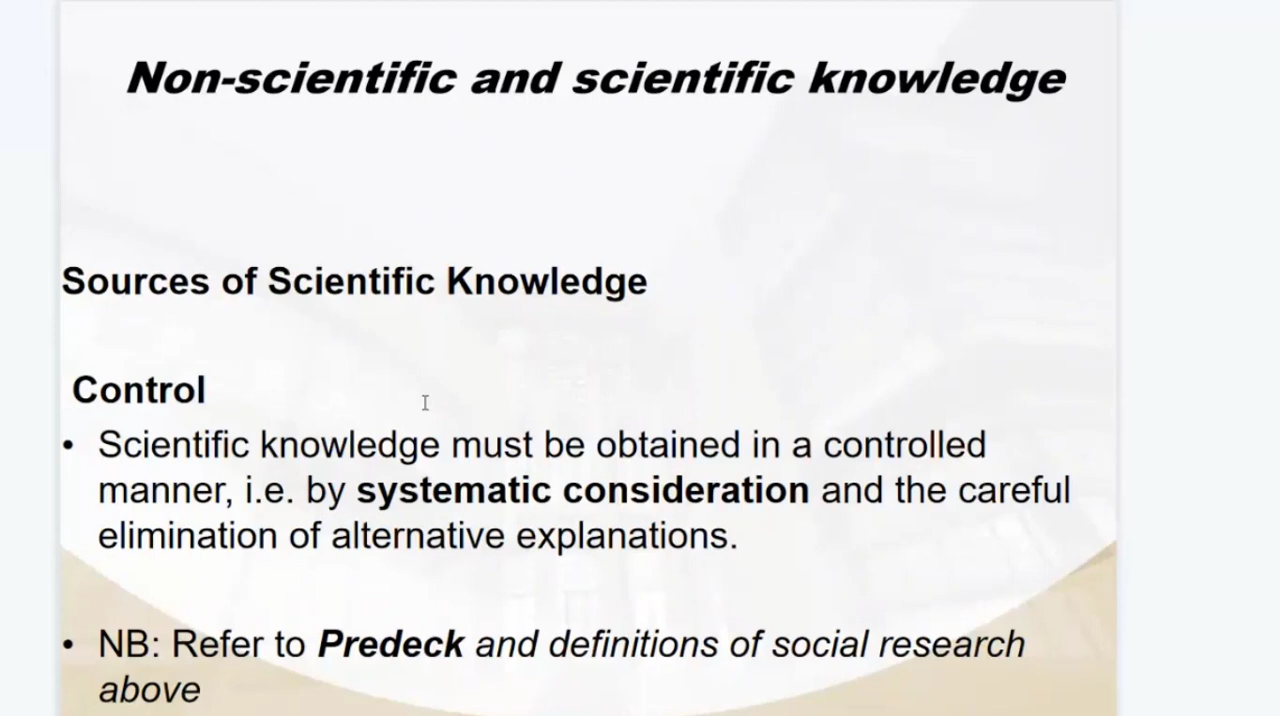 Non-scientific and scientific knowledge
Sources of Scientific Knowledge
Control
• Scientific knowledge must be obtained in a controlled
manner, i.e. by systematic consideration and the careful
elimination of alternative explanations.
• NB: Refer to Predeck and definitions of social research
above